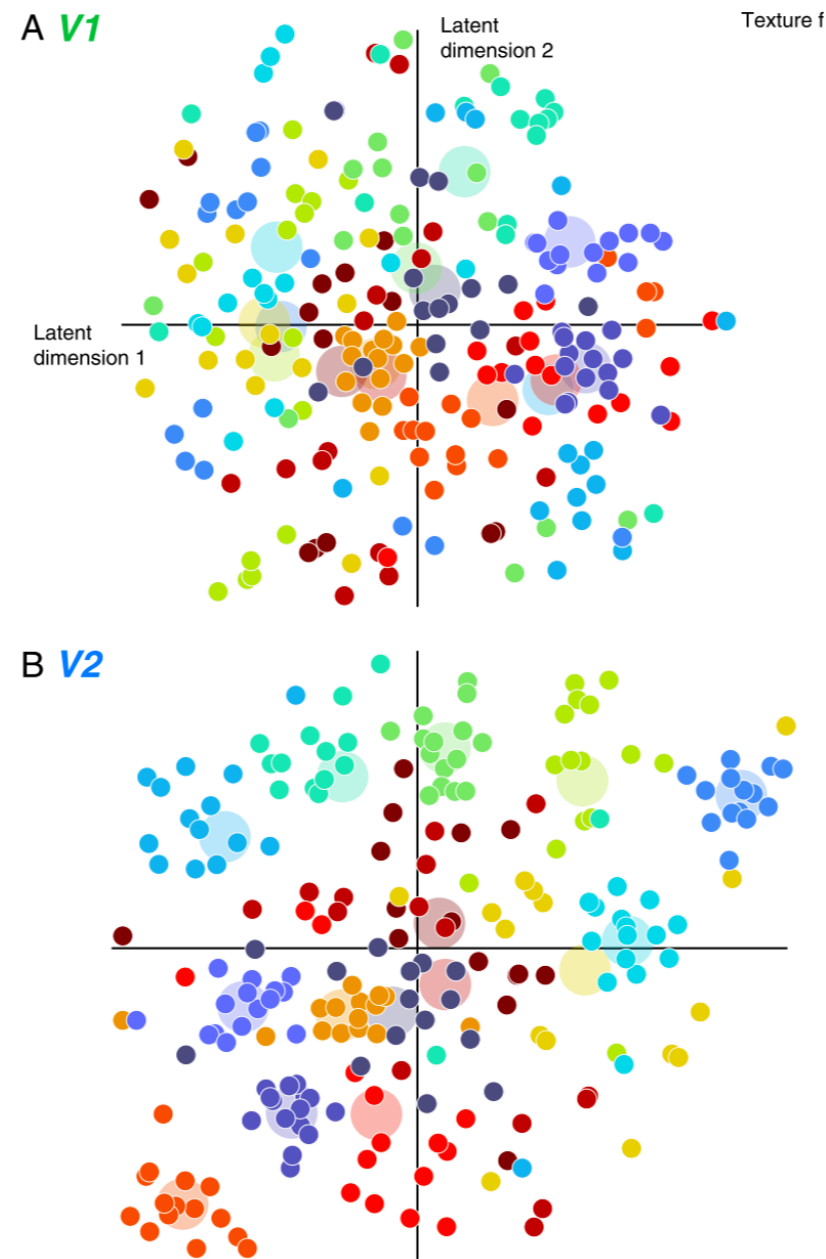 A V1
Latent
dimension 2
Texture f
Latent
dimension 1
B V2